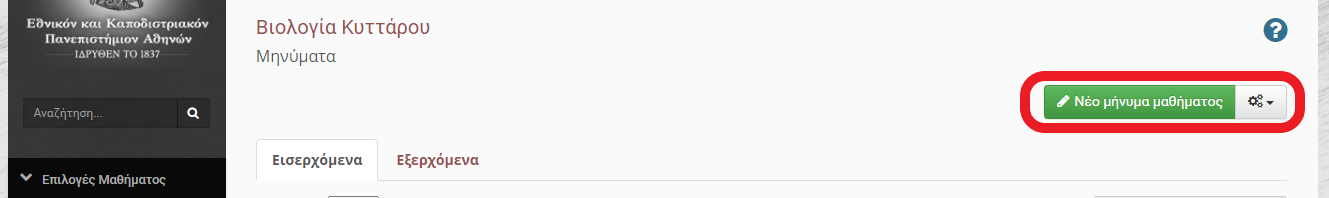 Εθνικόν και Καποδιστριακόν
Πανεπιστήμιον Αθηνών
ΙΔΡΥΘΕΝ ΤΟ 1837
Αναζήτηση...
Επιλογές Μαθήματος
Βιολογία Κυττάρου
Μηνύματα
?
Νέο μήνυμα μαθήματος
Εισερχόμενα Εξερχόμενα